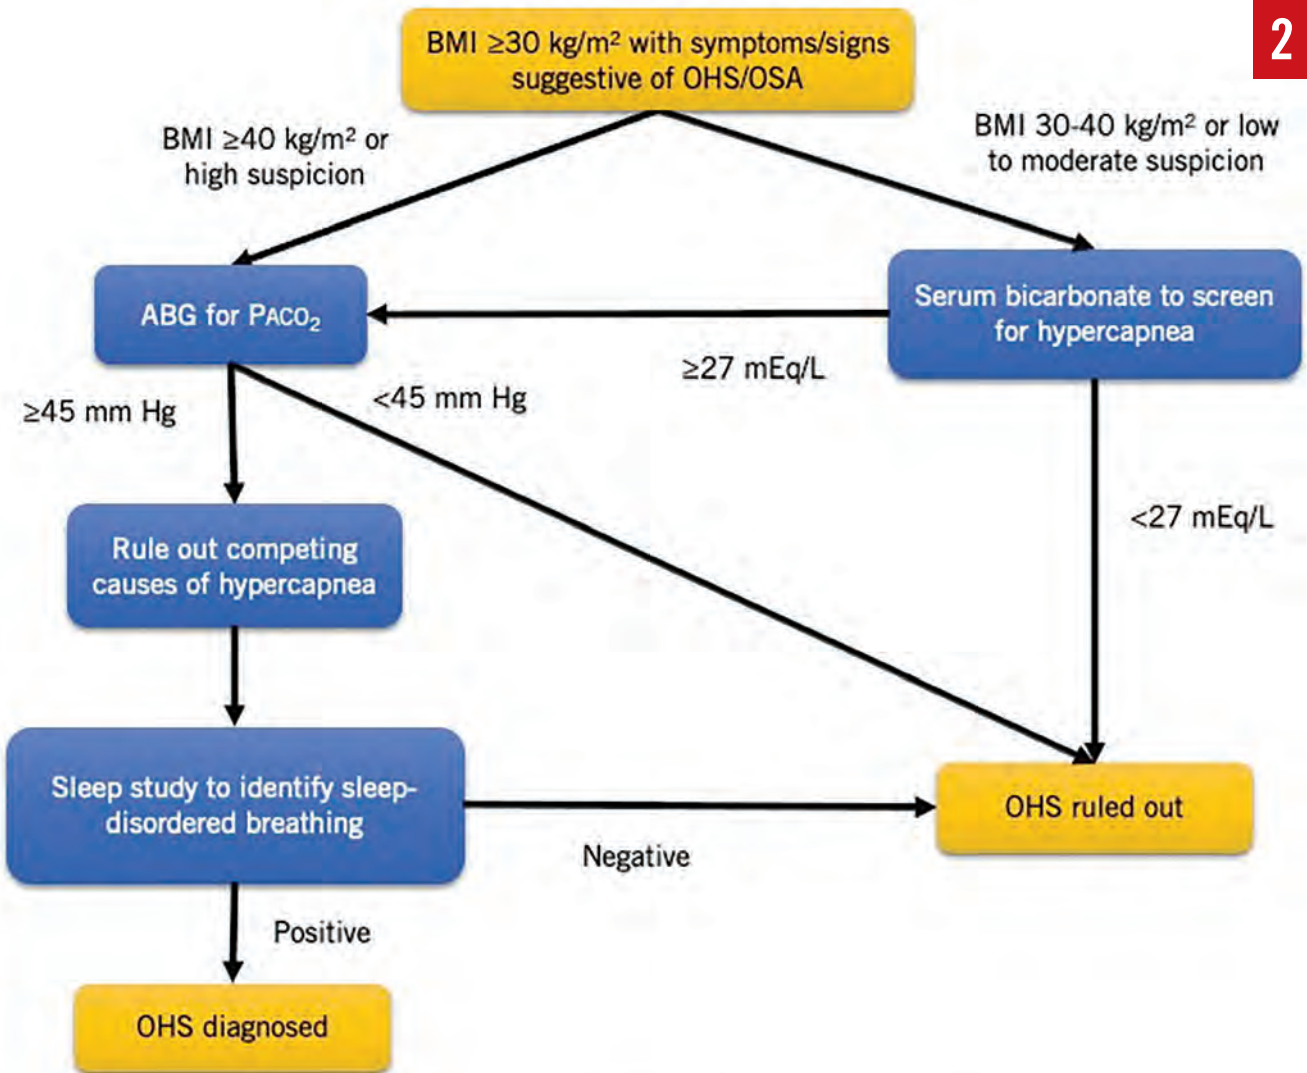 2
BMI ≥30 kg/m² with symptoms/signs
suggestive of OHS/OSA
BMI ≥40 kg/m² or
high suspicion
BMI 30-40 kg/m² or low
to moderate suspicion
ABG for PACO₂
Serum bicarbonate to screen
for hypercapnea
≥27 mEq/L
≥45 mm Hg
<45 mm Hg
<27 mEq/L
Rule out competing
causes of hypercapnea
Sleep study to identify sleep-
disordered breathing
OHS ruled out
Negative
Positive
OHS diagnosed